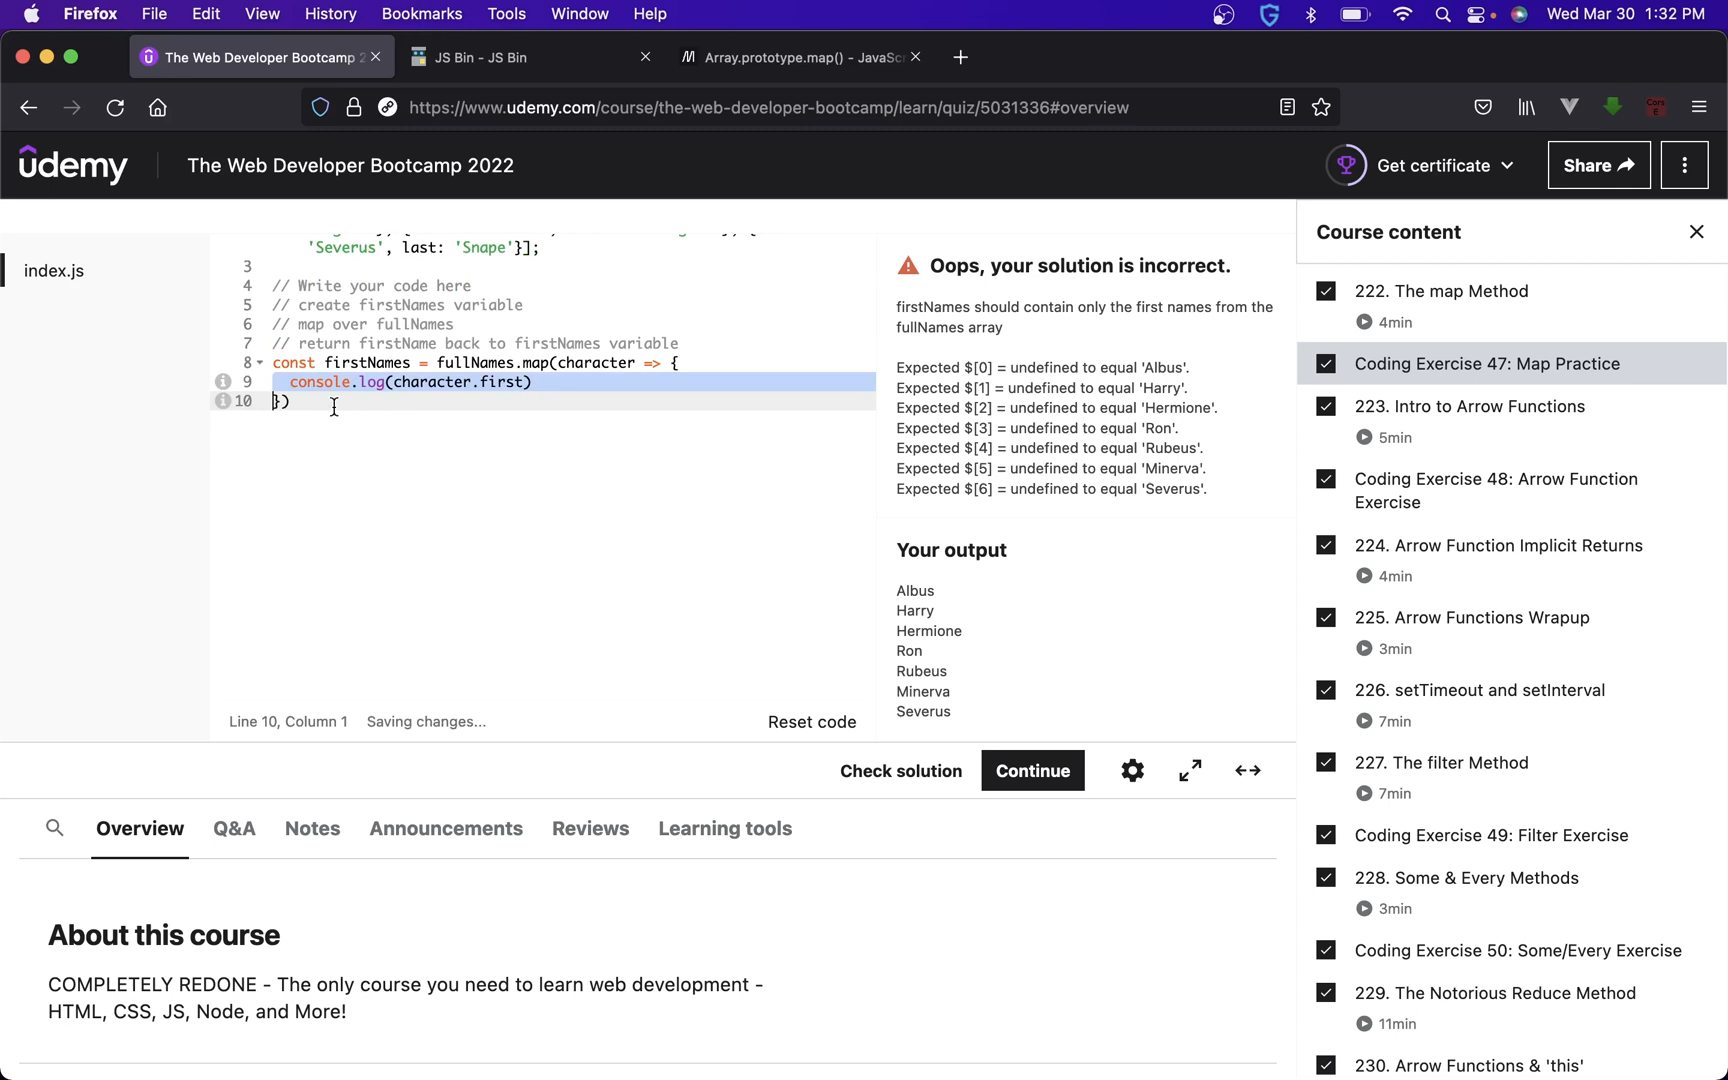 Firefox File Edit View History Bookmarks Tools Window Help Wed Mar 30 1:32 PM
The Web Developer Bootcamp 2
JS Bin - JS Bin
Array.prototype.map() - JavaSc
https://www.udemy.com/course/the-web-developer-bootcamp/learn/quiz/5031336#overview
ûdemy
The Web Developer Bootcamp 2022
Get certificate
Share
index.js
'Severus', last: 'Snape'}];
3
4 // Write your code here
5 // create firstNames variable
6 // map over fullNames
7 // return firstName back to firstNames variable
8 const firstNames = fullNames.map(character => {
9 console.log(character.first)
10 })
Line 10, Column 1 Saving changes...
Reset code
Oops, your solution is incorrect.
firstNames should contain only the first names from the
fullNames array
Expected $[0] = undefined to equal 'Albus'.
Expected $[1] = undefined to equal 'Harry'.
Expected $[2] = undefined to equal 'Hermione'.
Expected $[3] = undefined to equal 'Ron'.
Expected $[4] = undefined to equal 'Rubeus'.
Expected $[5] = undefined to equal 'Minerva'.
Expected $[6] = undefined to equal 'Severus'.
Your output
Albus
Harry
Hermione
Ron
Rubeus
Minerva
Severus
Check solution
Continue
Overview Q&A Notes Announcements Reviews Learning tools
About this course
COMPLETELY REDONE - The only course you need to learn web development -
HTML, CSS, JS, Node, and More!
Course content
222. The map Method
4min
Coding Exercise 47: Map Practice
223. Intro to Arrow Functions
5min
Coding Exercise 48: Arrow Function
Exercise
224. Arrow Function Implicit Returns
4min
225. Arrow Functions Wrapup
3min
226. setTimeout and setInterval
7min
227. The filter Method
7min
Coding Exercise 49: Filter Exercise
228. Some & Every Methods
3min
Coding Exercise 50: Some/Every Exercise
229. The Notorious Reduce Method
11min
230. Arrow Functions & 'this'